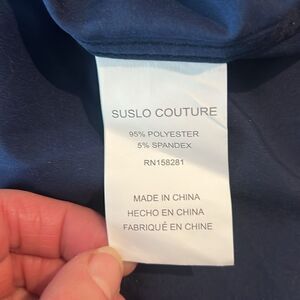 SUSLO COUTURE
95% POLYESTER
5% SPANDEX
RN158281
MADE IN CHINA
HECHO EN CHINA
FABRIQUÉ EN CHINE